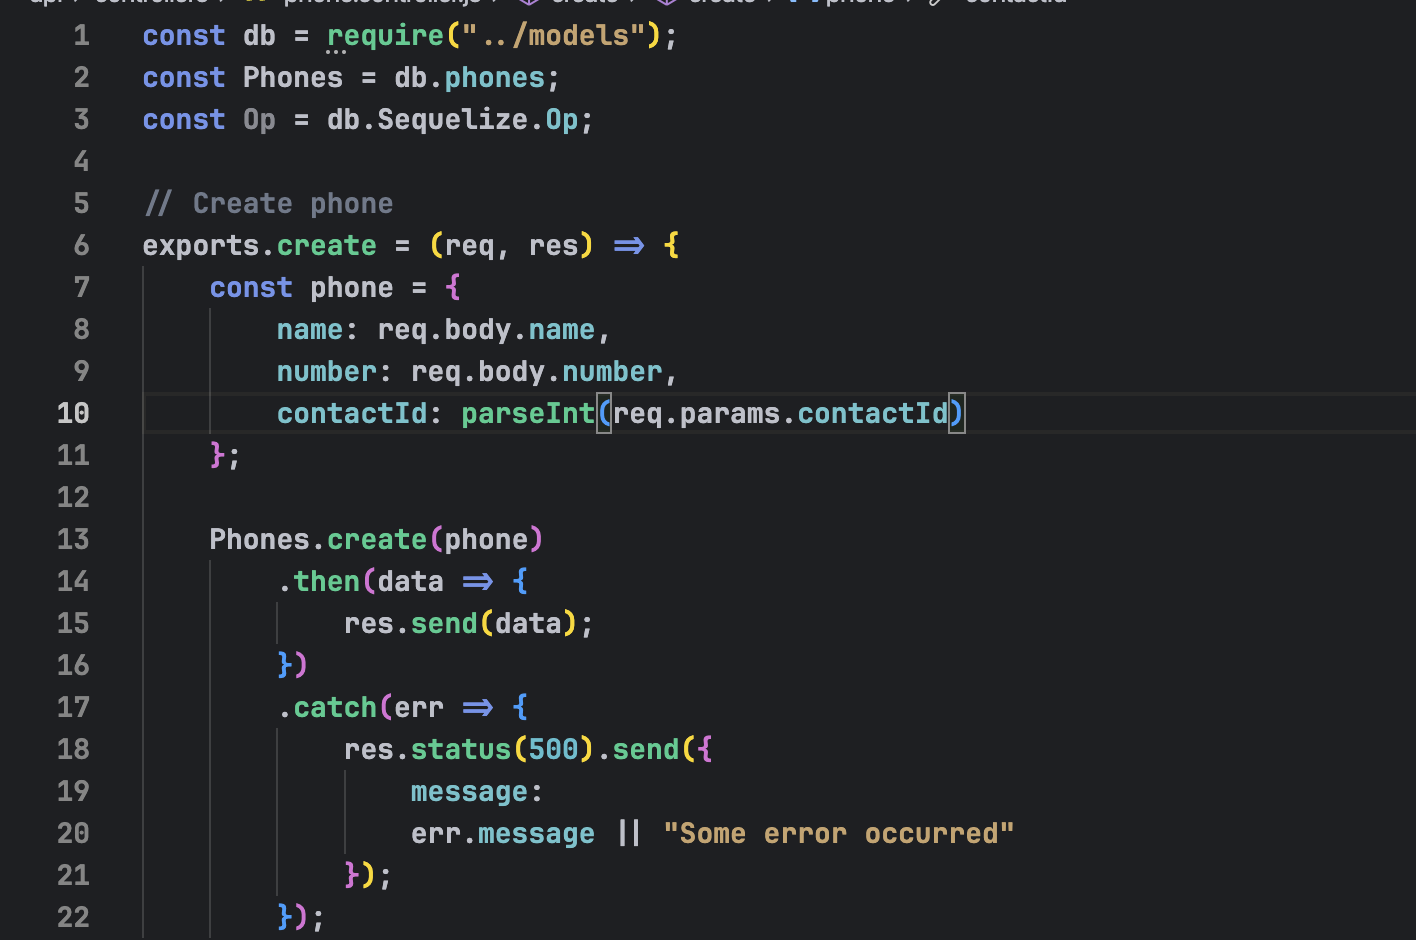 1 const db = require("../models");
2 const Phones = db.phones;
3 const Op = db.Sequelize.Op;
4
5 // Create phone
6 exports.create = (req, res) => {
7 const phone = {
8 name: req.body.name,
9 number: req.body.number,
10 contactId: parseInt(req.params.contactId)
11 };
12
13 Phones.create(phone)
14 .then(data => {
15 res.send(data);
16 })
17 .catch(err => {
18 res.status(500).send({
19 message:
20 err.message || "Some error occurred"
21 });
22 });